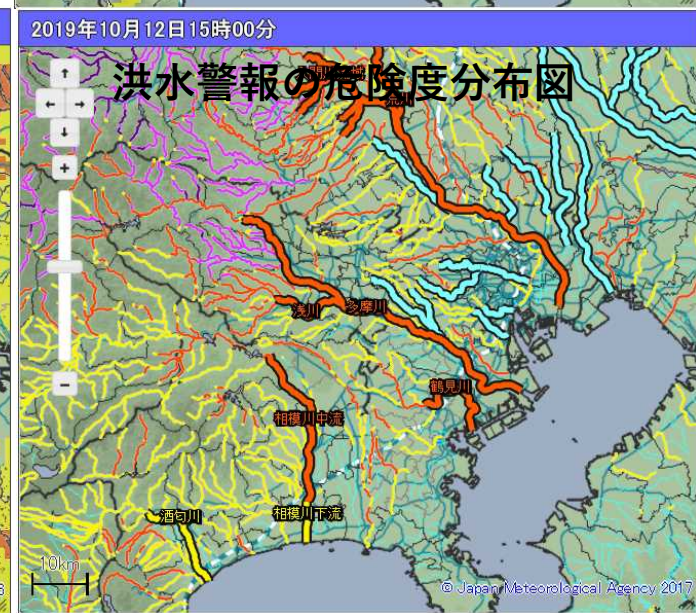 2019年10月12日15時00分
洪水警報の危険度分布図
荒川
浅川
多摩川
鶴見川
相模川中流
酒匂川
相模川下流
10km
© Japan Meteorological Agency 2017